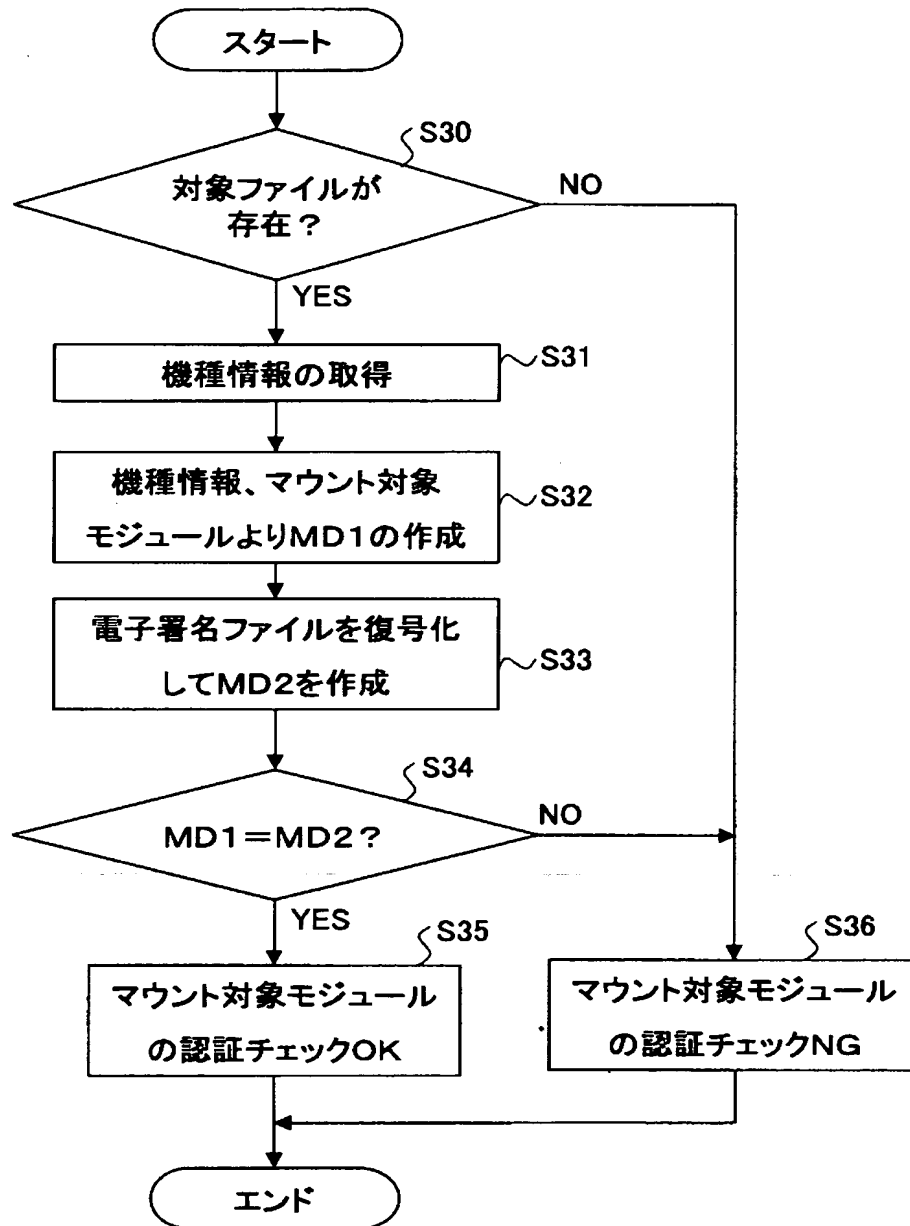 スタート
S30
対象ファイルが
存在？
NO
YES
S31
機種情報の取得
機種情報、マウント対象
モジュールよりMD1の作成
S32
電子署名ファイルを復号化
してMD2を作成
S33
S34
MD1＝MD2？
NO
YES
S35
マウント対象モジュール
の認証チェックOK
S36
マウント対象モジュール
の認証チェックNG
エンド